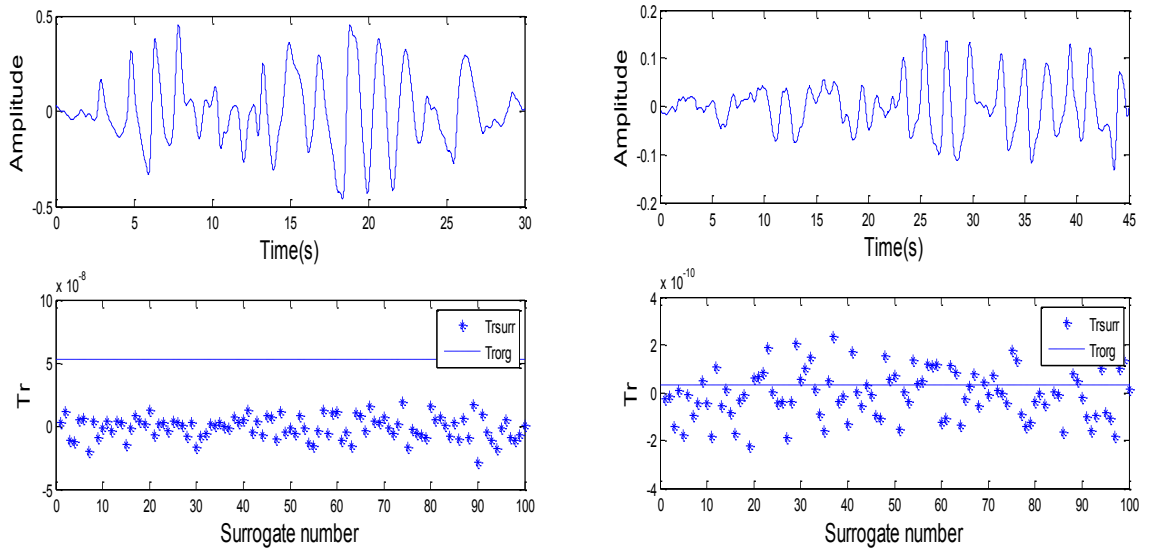 0.5
0
-0.5
Amplitude
0 5 10 15 20 25 30
Time(s)
0.2
0.1
0
-0.1
-0.2
Amplitude
0 5 10 15 20 25 30 35 40 45
Time(s)
x 10^-8
10
5
0
-5
Tr
Trsurr
Trorg
0 10 20 30 40 50 60 70 80 90 100
Surrogate number
x 10^-10
4
2
0
-2
-4
Tr
Trsurr
Trorg
0 10 20 30 40 50 60 70 80 90 100
Surrogate number